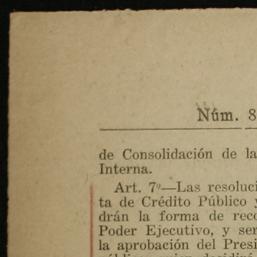 Núm. 8
de Consolidación de la
Interna.
Art. 7º—Las resoluci
ta de Crédito Público y
drán la forma de reco
Poder Ejecutivo, y ser
la aprobación del Presi